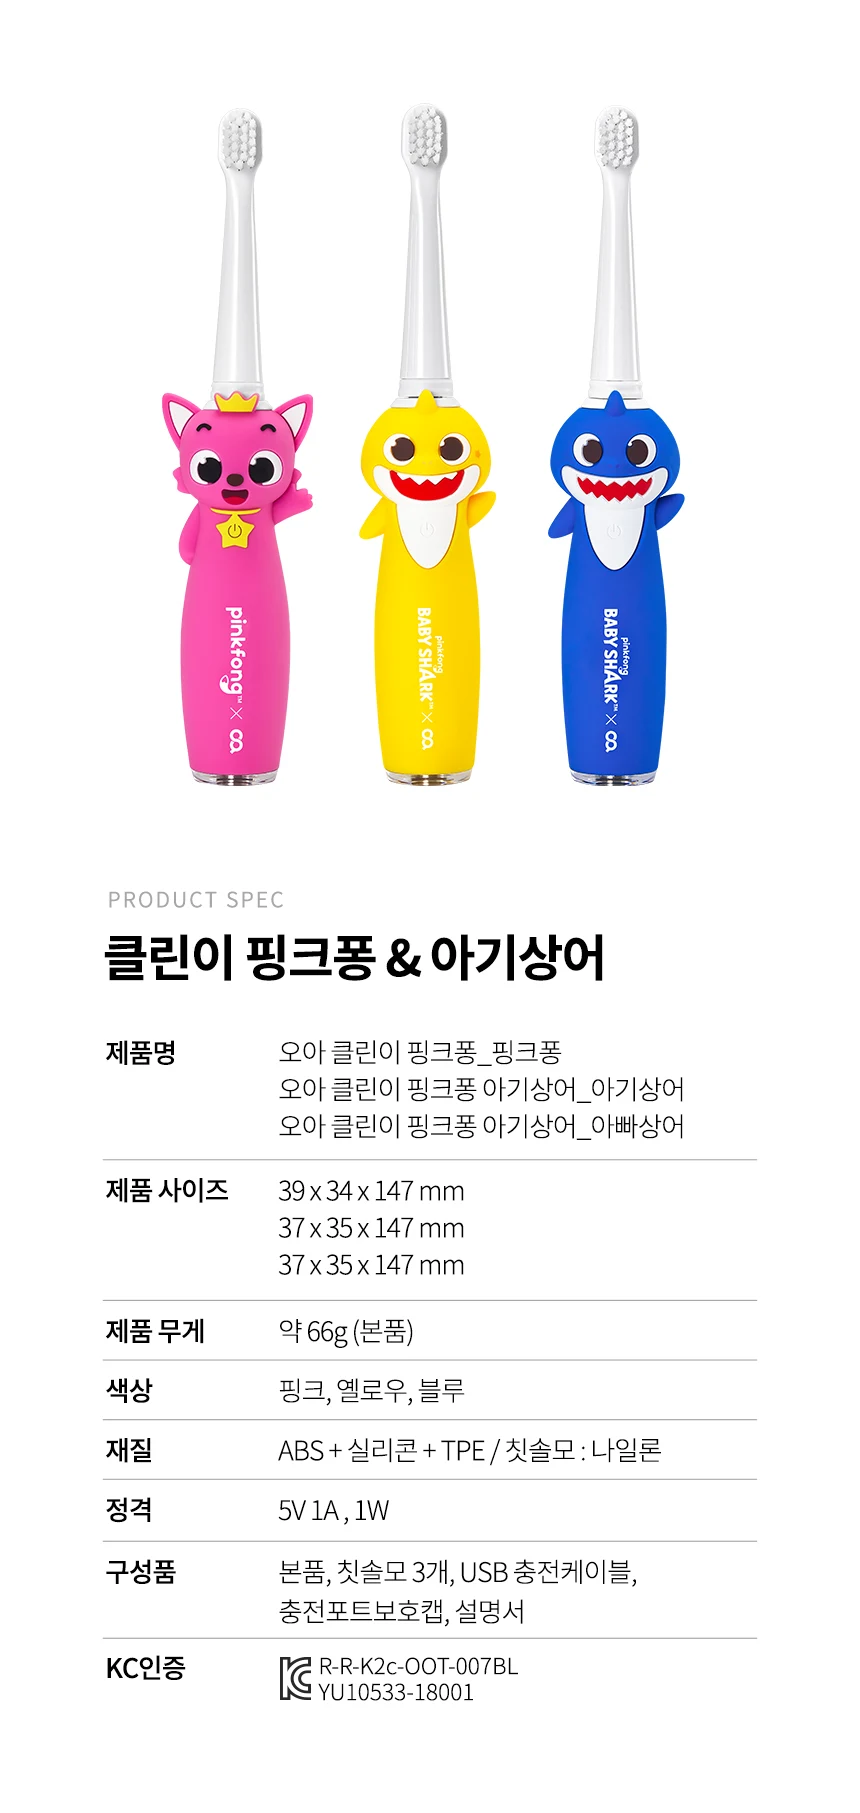 pinkfong™ × oa
pinkfong
BABY SHARK™ × oa
pinkfong
BABY SHARK™ × oa
PRODUCT SPEC
클린이 핑크퐁 & 아기상어
제품명 오아 클린이 핑크퐁_핑크퐁
오아 클린이 핑크퐁 아기상어_아기상어
오아 클린이 핑크퐁 아기상어_아빠상어
제품 사이즈 39 x 34 x 147 mm
37 x 35 x 147 mm
37 x 35 x 147 mm
제품 무게 약 66g (본품)
색상 핑크, 옐로우, 블루
재질 ABS + 실리콘 + TPE / 칫솔모 : 나일론
정격 5V 1A , 1W
구성품 본품, 칫솔모 3개, USB 충전케이블,
충전포트보호캡, 설명서
KC인증 KC R-R-K2c-OOT-007BL
YU10533-18001